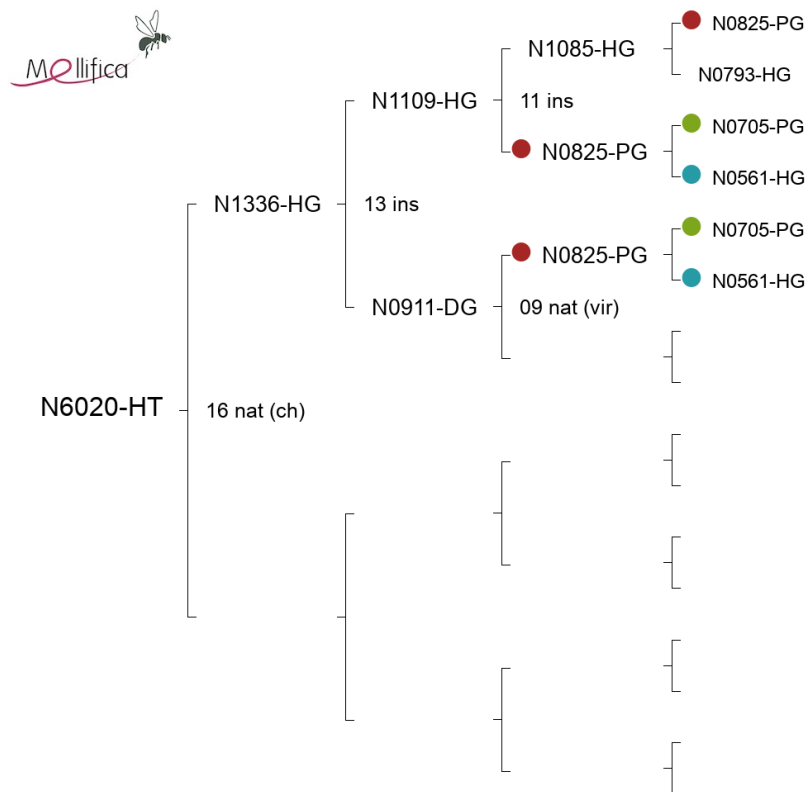 Mellifica
N0825-PG
N1085-HG
N0793-HG
N1109-HG
11 ins
N0705-PG
N0825-PG
N0561-HG
N1336-HG
13 ins
N0705-PG
N0825-PG
N0561-HG
N0911-DG
09 nat (vir)
N6020-HT
16 nat (ch)